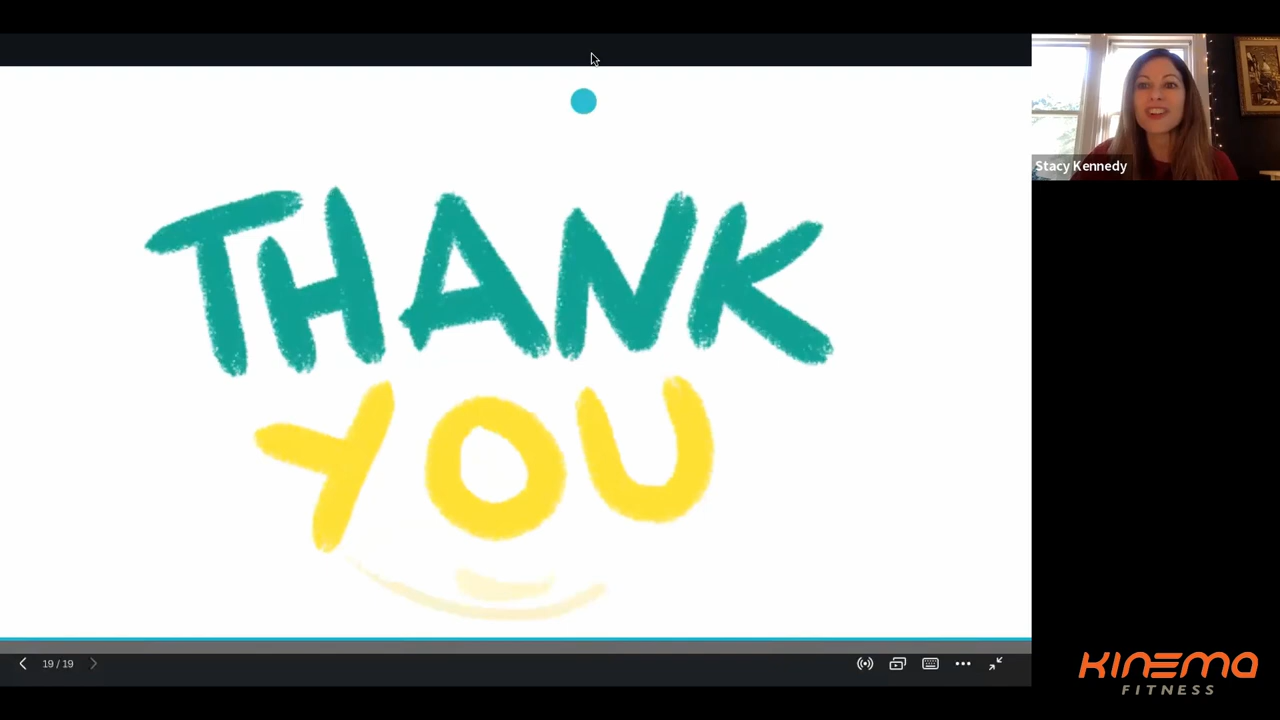 THANK
YOU
Stacy Kennedy
19 / 19
KINEMA
FITNESS